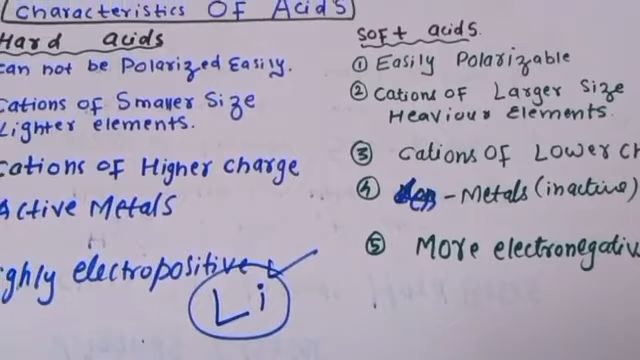 Characteristics Of Acids
Hard acids
can not be Polarized Easily.
Cations of Smaller Size
Lighter elements.
Cations of Higher charge
Active Metals
ighly electropositive
Li
Soft acids.
① Easily Polarizable
② Cations of Larger Size
Heaviour Elements.
③ Cations Of Lower Ch
④ - Metals (inactive)
⑤ More electronegativ